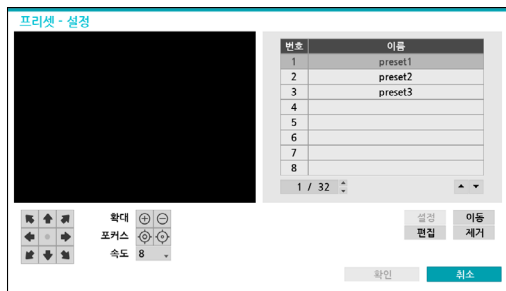 프리셋 - 설정
번호 이름
1 preset1
2 preset2
3 preset3
4
5
6
7
8
1 / 32
확대
포커스
속도 8
설정 이동
편집 제거
확인 취소